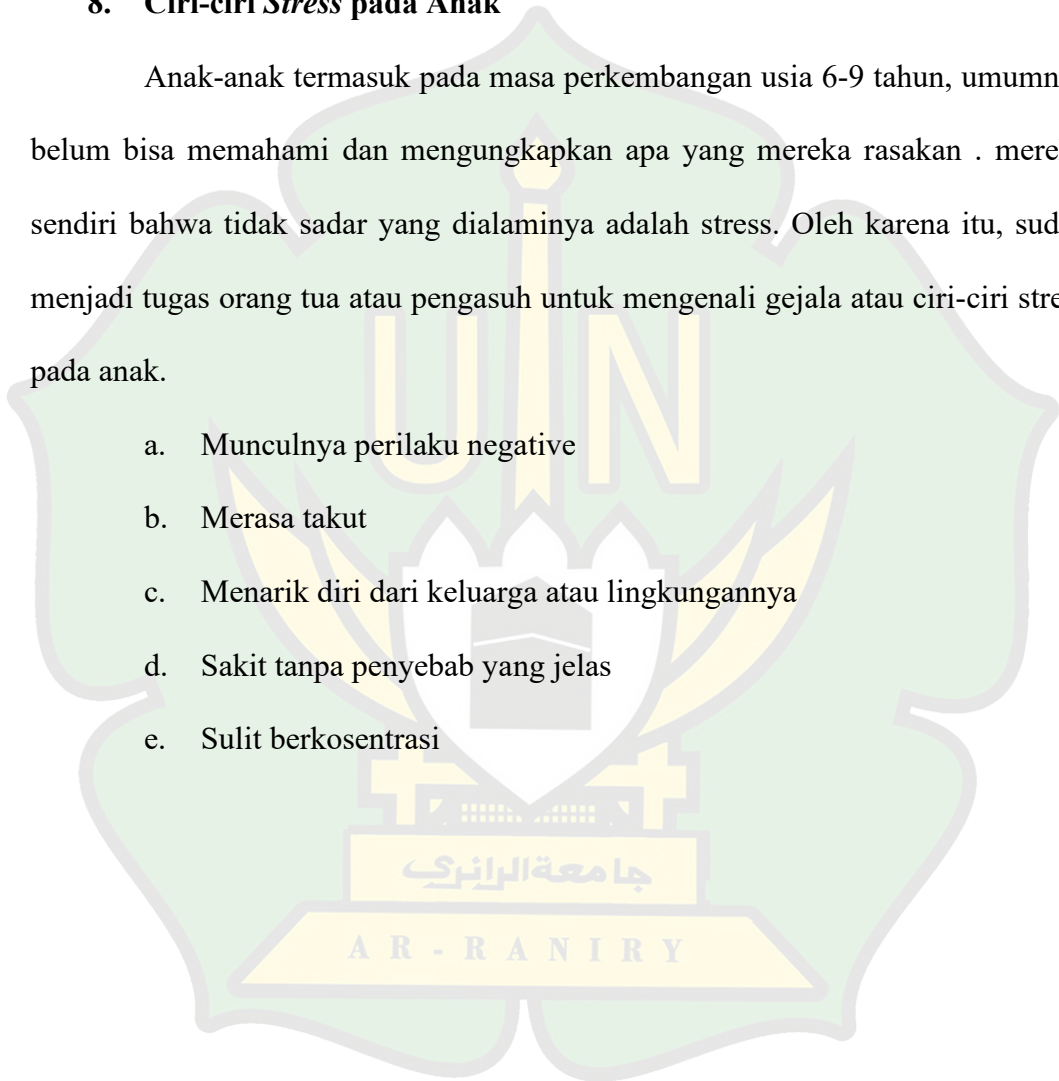 8. Ciri-ciri Stress pada Anak
Anak-anak termasuk pada masa perkembangan usia 6-9 tahun, umumn
belum bisa memahami dan mengungkapkan apa yang mereka rasakan . mere
sendiri bahwa tidak sadar yang dialaminya adalah stress. Oleh karena itu, sud
menjadi tugas orang tua atau pengasuh untuk mengenali gejala atau ciri-ciri stre
pada anak.
UIN
a. Munculnya perilaku negative
b. Merasa takut
c. Menarik diri dari keluarga atau lingkungannya
d. Sakit tanpa penyebab yang jelas
e. Sulit berkosentrasi
جامعة الرانري
AR-RANIRY